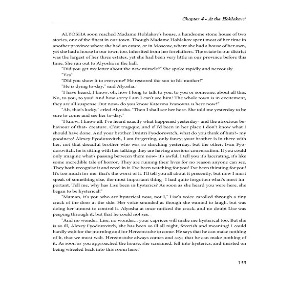 Chapter 4 - At the Hohlakovs'
ALYOSHA soon reached Madame Hohlakov's house, a handsome stone house of two
stories, one of the finest in our town. Though Madame Hohlakov spent most of her time in
another province where she had an estate, or in Moscow, where she had a house of her own,
yet she had a house in our town too, inherited from her forefathers. The estate in our district
was the largest of her three estates, yet she had been very little in our province before this
time. She ran out to Alyosha in the hall.
"Did you get my letter about the new miracle?" She spoke rapidly and nervously.
"Yes"
"Did you show it to everyone? He restored the son to his mother!"
"He is dying to-day," said Alyosha.
"I have heard, I know, oh, how I long to talk to you, to you or someone, about all this.
No, to you, to you! And how sorry I am I can't see him! The whole town is in excitement,
they are all suspense. But now- do you know Katerina Ivanovna is here now?"
"Ah, that's lucky," cried Alyosha. "Then I shall see her here. She told me yesterday to be
sure to come and see her to-day."
"I know, I know all. I've heard exactly what happened yesterday- and the atrocious be-
haviour of that- creature. C'est tragique, and if I'd been in her place I don't know what I
should have done. And your brother Dmitri Fyodorovitch, what do you think of him?- my
goodness! Alexey Fyodorovitch, I am forgetting, only fancy; your brother is in there with
her, not that dreadful brother who was so shocking yesterday, but the other, Ivan Fyo-
dorovitch, he is sitting with her talking; they are having a serious conversation. If you could
only imagine what's passing between them now- it's awful, I tell you it's lacerating, it's like
some incredible tale of horror. They are ruining their lives for no reason anyone can see.
They both recognise it and revel in it. I've been watching for you! I've been thirsting for you!
It's too much for me. that's the worst of it. I'll tell you all about it presently, but now I must
speak of something else, the most important thing- I had quite forgotten what's most im-
portant. Tell me, why has Lise been in hysterics? As soon as she heard you were here, she
began to be hysterical!"
"Maman, it's you who are hysterical now, not I," Lise's voice carolled through a tiny
crack of the door at the side. Her voice sounded as though she wanted to laugh, but was
doing her utmost to control it. Alyosha at once noticed the crack, and no doubt Lise was
peeping through it, but that he could not see.
"And no wonder, Lise, no wonder... your caprices will make me hysterical too! But she
is so ill, Alexey Fyodorovitch, she has been so ill all night, feverish and moaning! I could
hardly wait for the morning and for Herzenstube to come. He says that he can make nothing
of it, that we must wait. Herzenstube always comes and says that he can make nothing of
it. As soon as you approached the house, she screamed, fell into hysterics, and insisted on
being wheeled back into this room here."